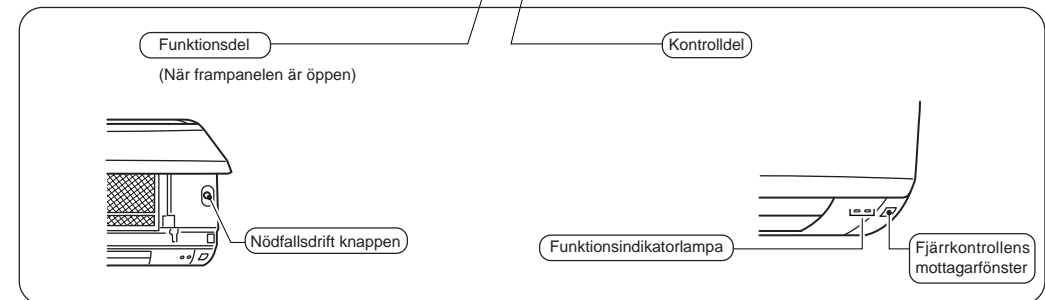 Funktionsdel
(När frampanelen är öppen)
Kontrolldel
Nödfallsdrift knappen
Funktionsindikatorlampa
Fjärrkontrollens
mottagarfönster